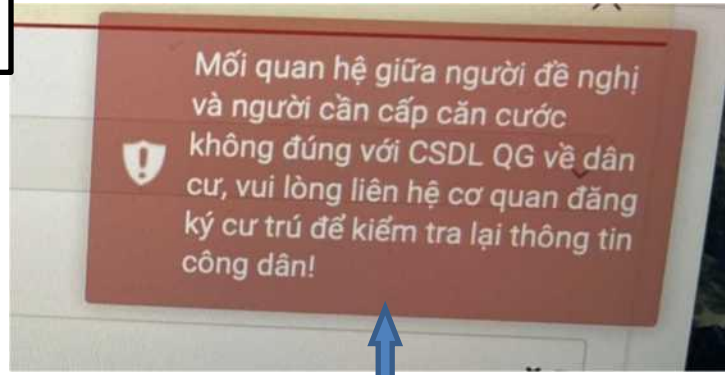 Mối quan hệ giữa người đề nghị
và người cần cấp căn cước
không đúng với CSDL QG về dân
cư, vui lòng liên hệ cơ quan đăng
ký cư trú để kiểm tra lại thông tin
công dân!